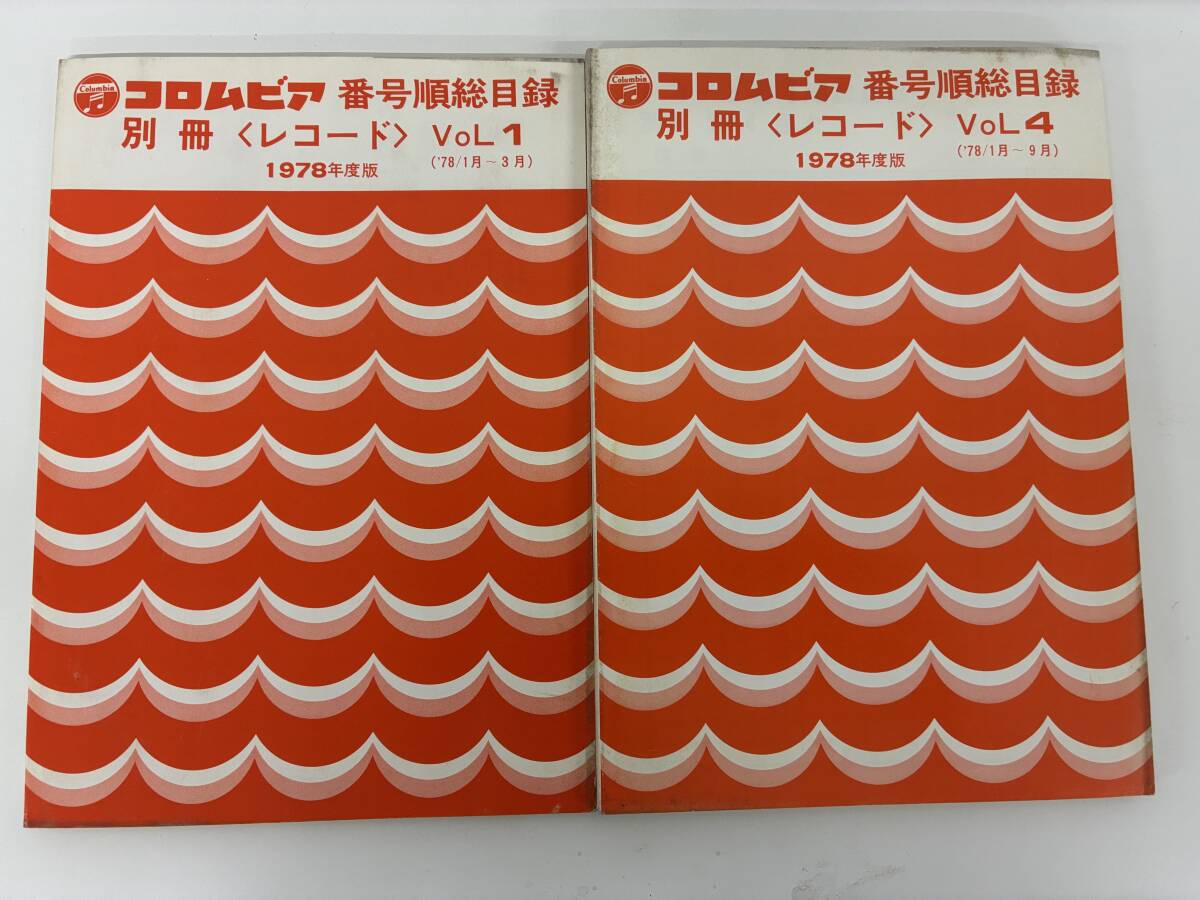 Columbia
コロムビア 番号順総目録
別冊〈レコード〉 VoL 1
1978年度版 ('78/1月～3月)
Columbia
コロムビア 番号順総目録
別冊〈レコード〉 VoL 4
1978年度版 ('78/1月～9月)